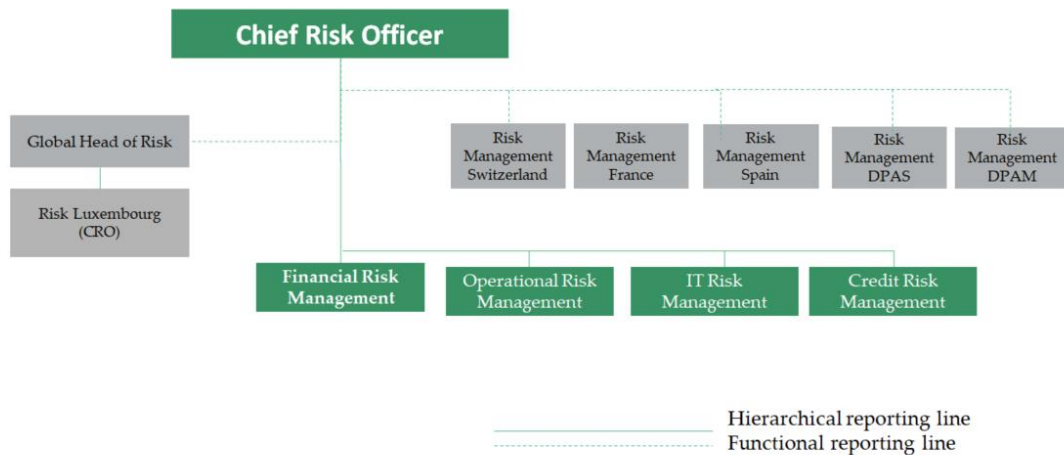 Chief Risk Officer
Global Head of Risk
Risk Luxembourg
(CRO)
Risk
Management
Switzerland
Risk
Management
France
Risk
Management
Spain
Risk
Management
DPAS
Risk
Management
DPAM
Financial Risk
Management
Operational Risk
Management
IT Risk
Management
Credit Risk
Management
Hierarchical reporting line
Functional reporting line